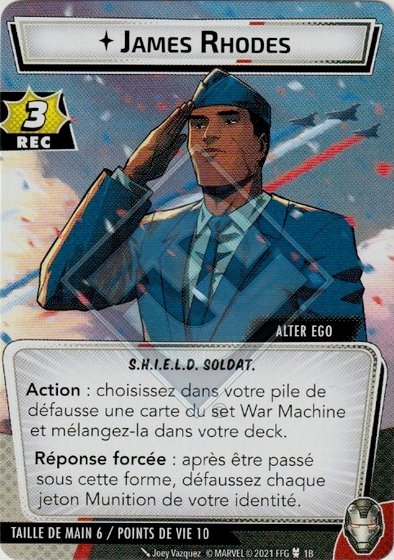 JAMES RHODES
3
REC
ALTER EGO
S.H.I.E.L.D. SOLDAT.
Action : choisissez dans votre pile de
défausse une carte du set War Machine
et mélangez-la dans votre deck.
Réponse forcée : après être passé
sous cette forme, défaussez chaque
jeton Munition de votre identité.
TAILLE DE MAIN 6 / POINTS DE VIE 10
Joey Vazquez © MARVEL © 2021 FFG 1B